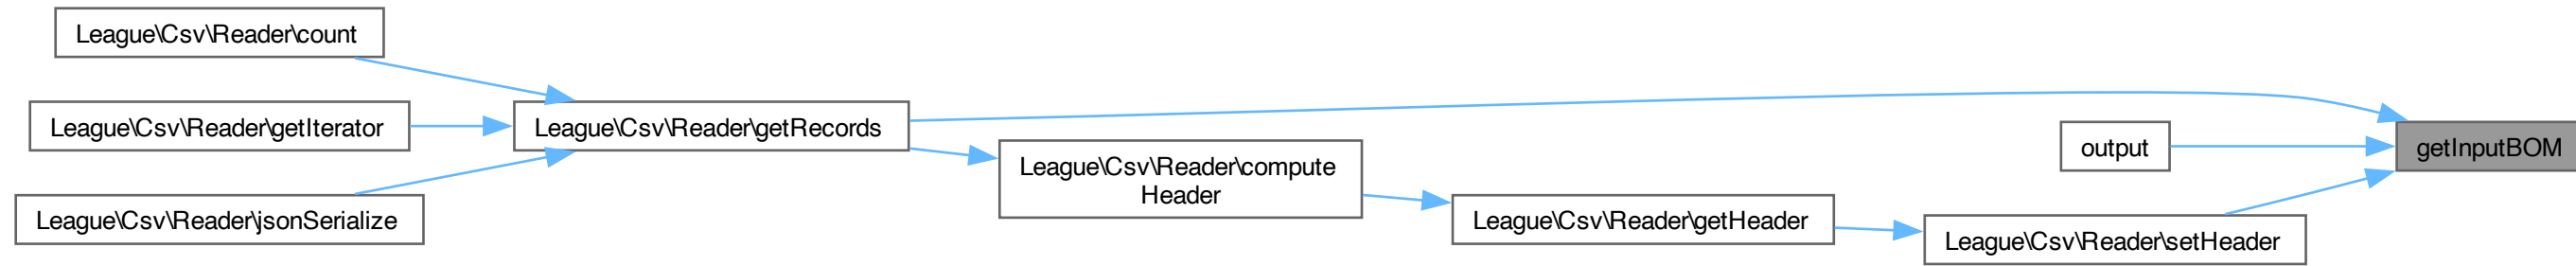 League\Csv\Reader\count
League\Csv\Reader\getIterator
League\Csv\Reader\jsonSerialize
League\Csv\Reader\getRecords
League\Csv\Reader\compute
Header
League\Csv\Reader\getHeader
output
League\Csv\Reader\setHeader
getInputBOM